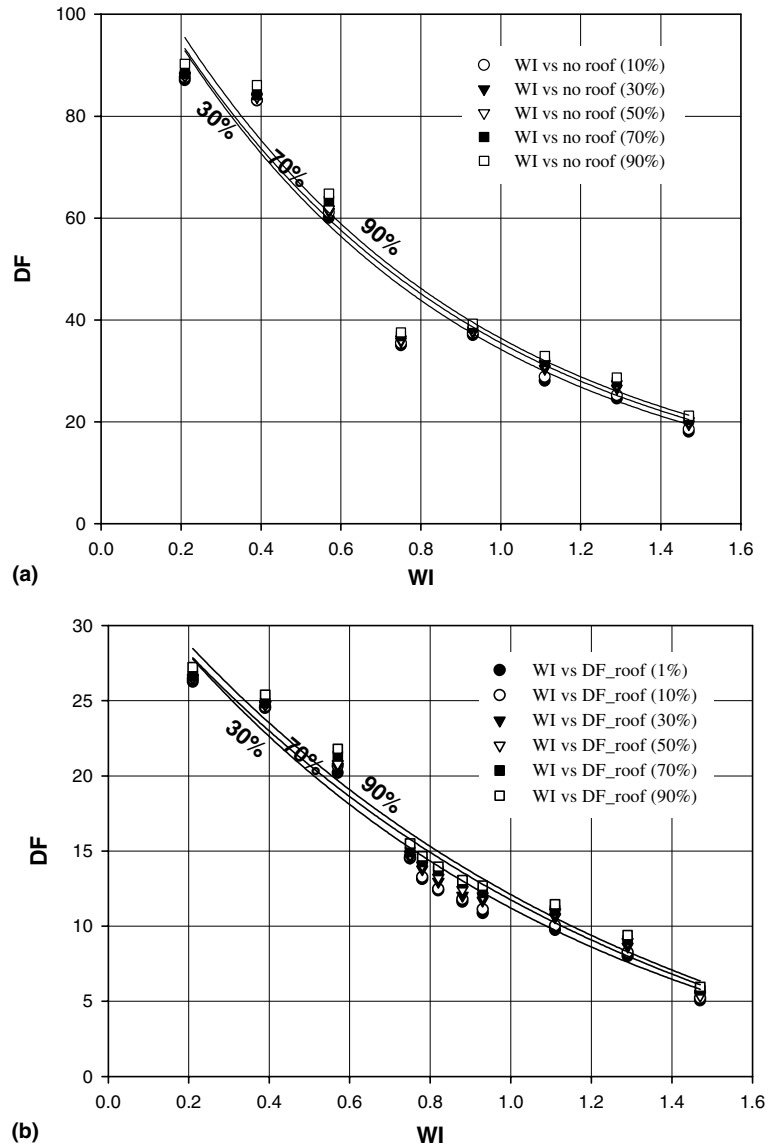 100
80
60
40
20
0
DF
WI vs no roof (10%)
WI vs no roof (30%)
WI vs no roof (50%)
WI vs no roof (70%)
WI vs no roof (90%)
30%
70%
90%
0.0 0.2 0.4 0.6 0.8 1.0 1.2 1.4 1.6
(a)
WI
30
25
20
15
10
5
0
DF
WI vs DF_roof (1%)
WI vs DF_roof (10%)
WI vs DF_roof (30%)
WI vs DF_roof (50%)
WI vs DF_roof (70%)
WI vs DF_roof (90%)
30%
70%
90%
0.0 0.2 0.4 0.6 0.8 1.0 1.2 1.4 1.6
(b)
WI